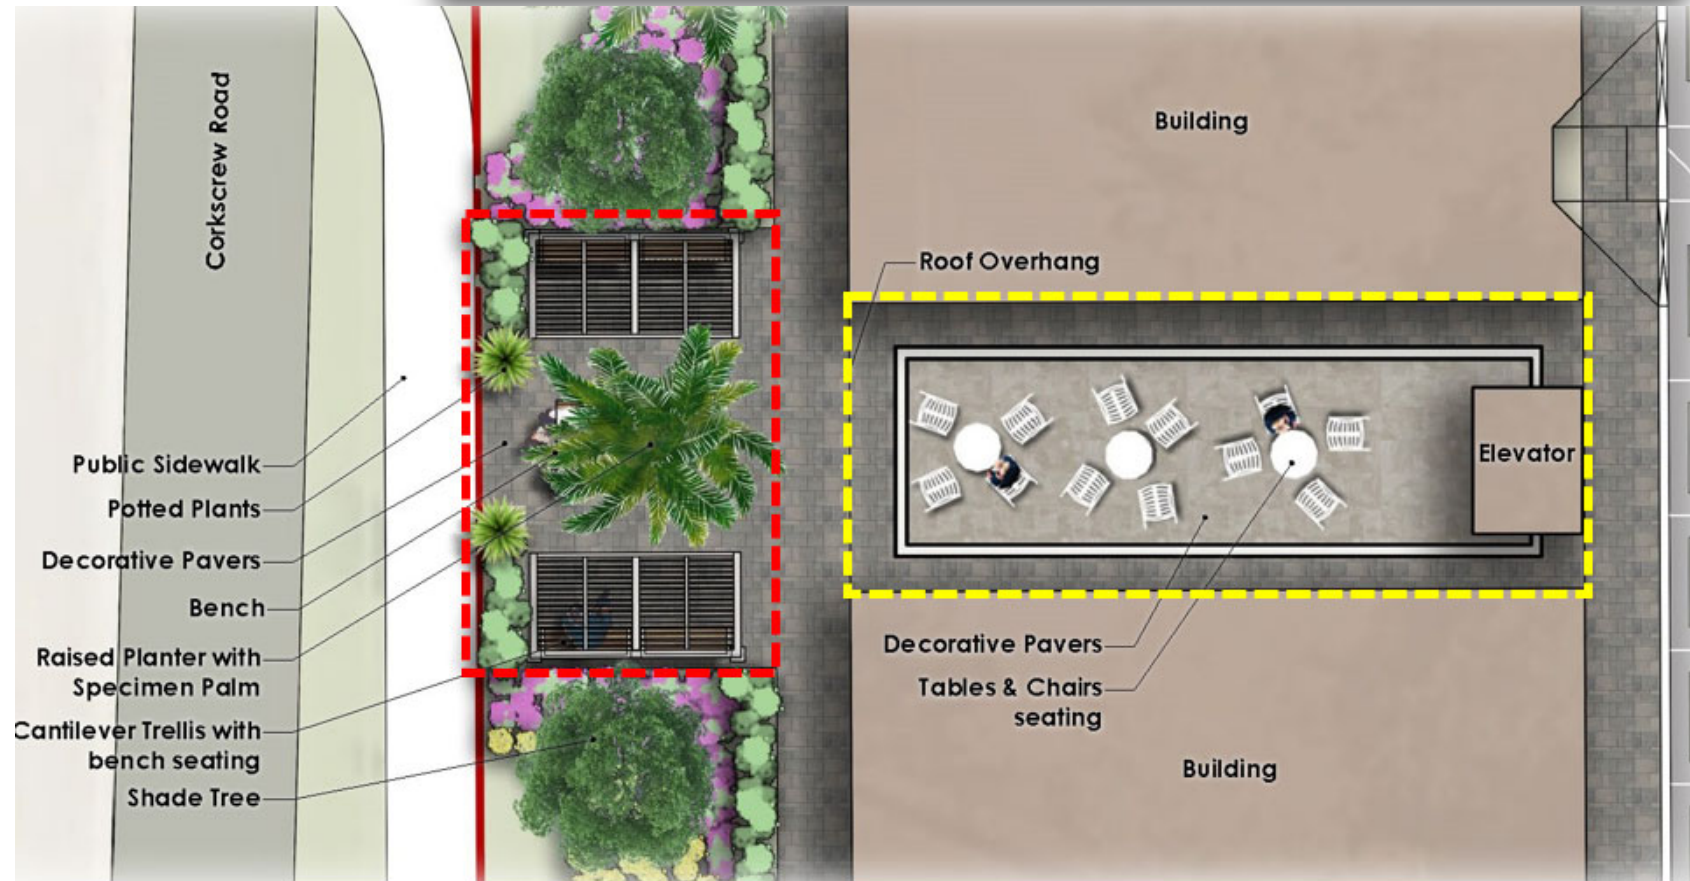 Corkscrew Road
Building
Roof Overhang
Elevator
Public Sidewalk
Potted Plants
Decorative Pavers
Bench
Raised Planter with
Specimen Palm
Cantilever Trellis with
bench seating
Shade Tree
Decorative Pavers
Tables & Chairs
seating
Building